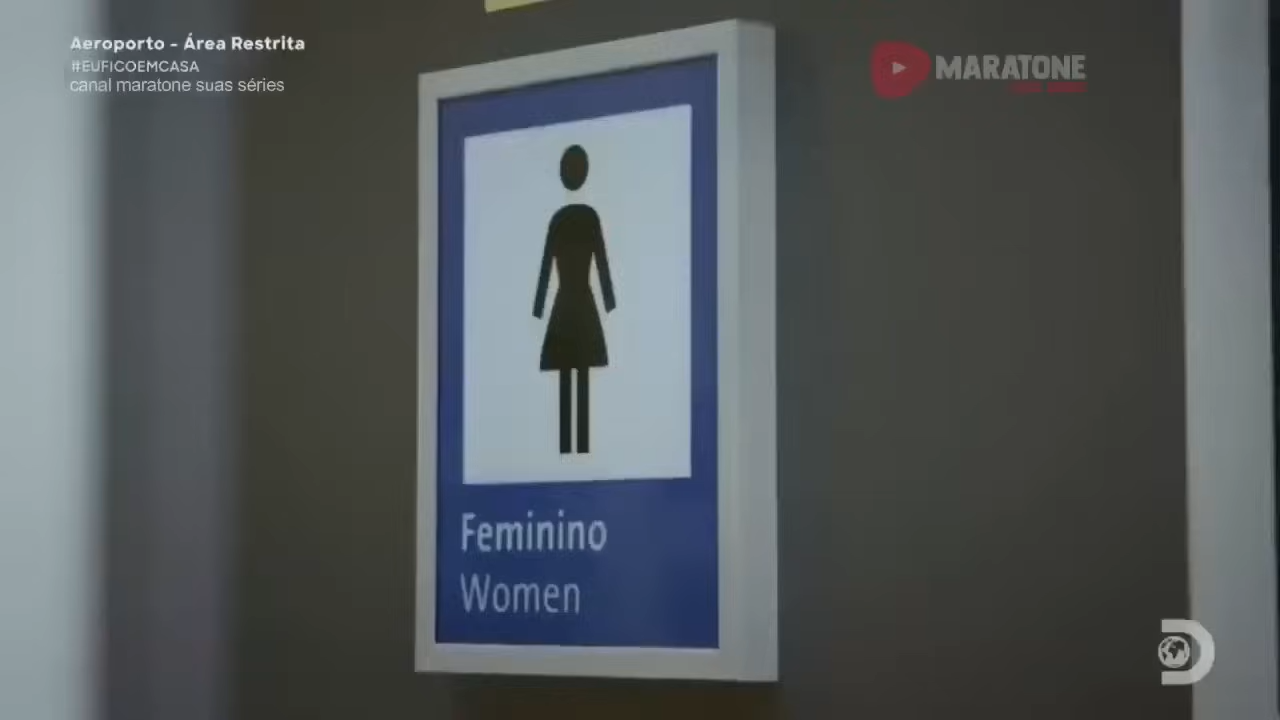 Aeroporto - Área Restrita
#EUFICOEMCASA
canal maratone suas séries
MARATONE
Feminino
Women